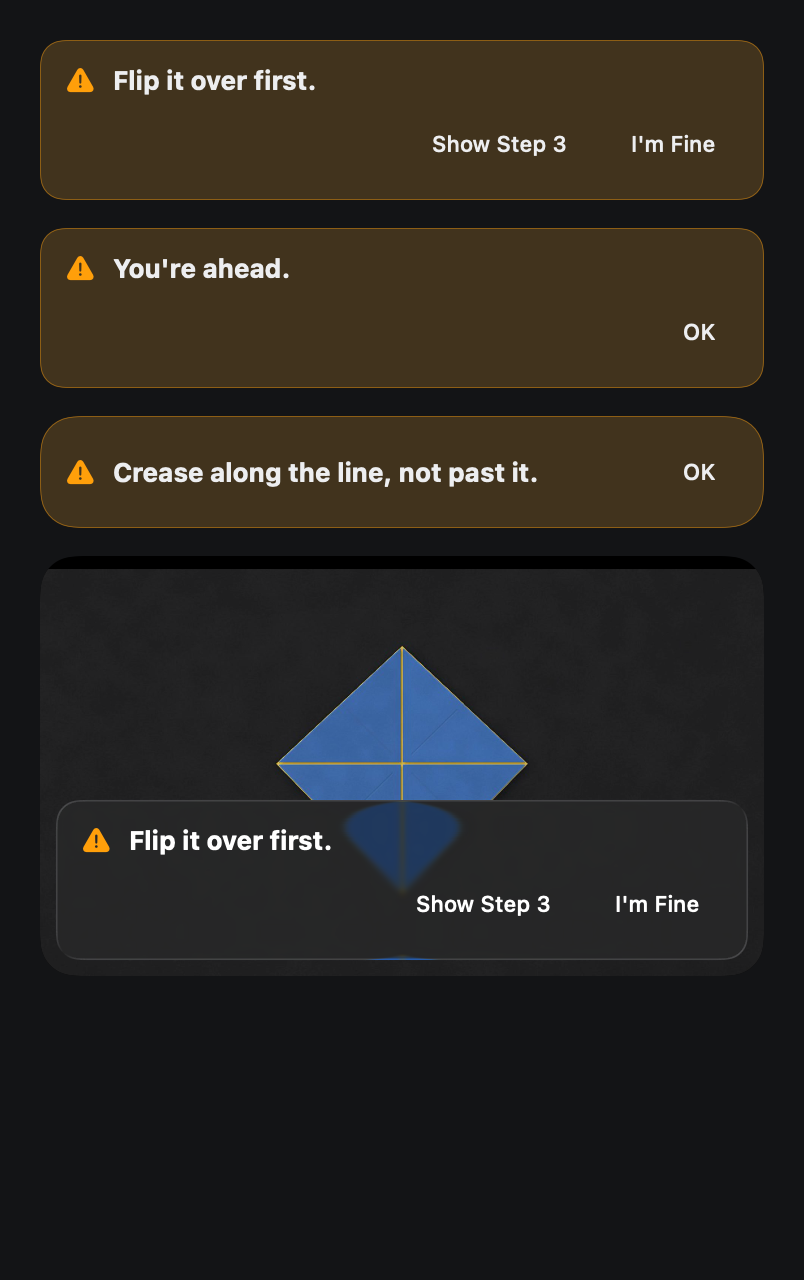 Flip it over first.
Show Step 3 I'm Fine
You're ahead.
OK
Crease along the line, not past it. OK
Flip it over first.
Show Step 3 I'm Fine